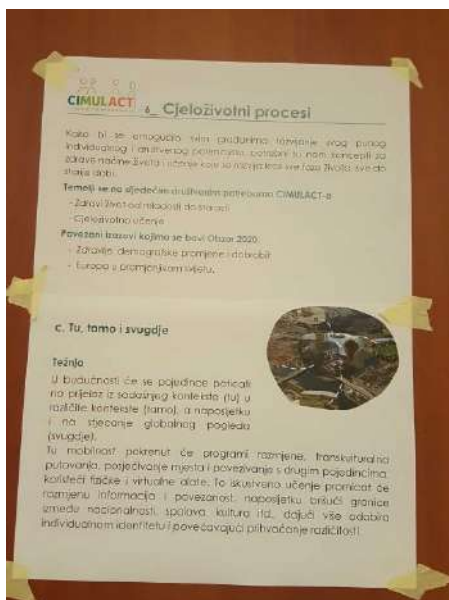 CIMULACT
6_ Cjeloživotni procesi
Kako bi se omogućilo svim građanima razvijanje svog punog
individualnog i društvenog potencijala, potrebni su nam koncepti za
zdrave načine života i učenje koje se razvija kroz sve faze života, sve do
starije dobi.
Temelji se na sljedećim društvenim potrebama CIMULACT-a
- Zdravi život od mladosti do starosti
- Cjeloživotno učenje
Povezani izazovi kojima se bavi Obzor 2020:
- Zdravlje, demografske promjene i dobrobit
- Europa u promjenjivom svijetu.
c. Tu, tamo i svugdje
Težnja
U budućnosti će se pojedince poticati
na prijelaz iz sadašnjeg konteksta (tu) u
različite kontekste (tamo), a naposljetku
i na stjecanje globalnog pogleda
(svugdje).
Tu mobilnost pokrenut će programi razmjene, transkulturalna
putovanja, posjećivanje mjesta i povezivanje s drugim pojedincima,
koristeći fizičke i virtualne alate. To iskustveno učenje promicat će
razmjenu informacija i povezanost, naposljetku brišući granice
između nacionalnosti, spolova, kultura itd., dajući više odabira
individualnom identitetu i povećavajući prihvaćanje različitosti.